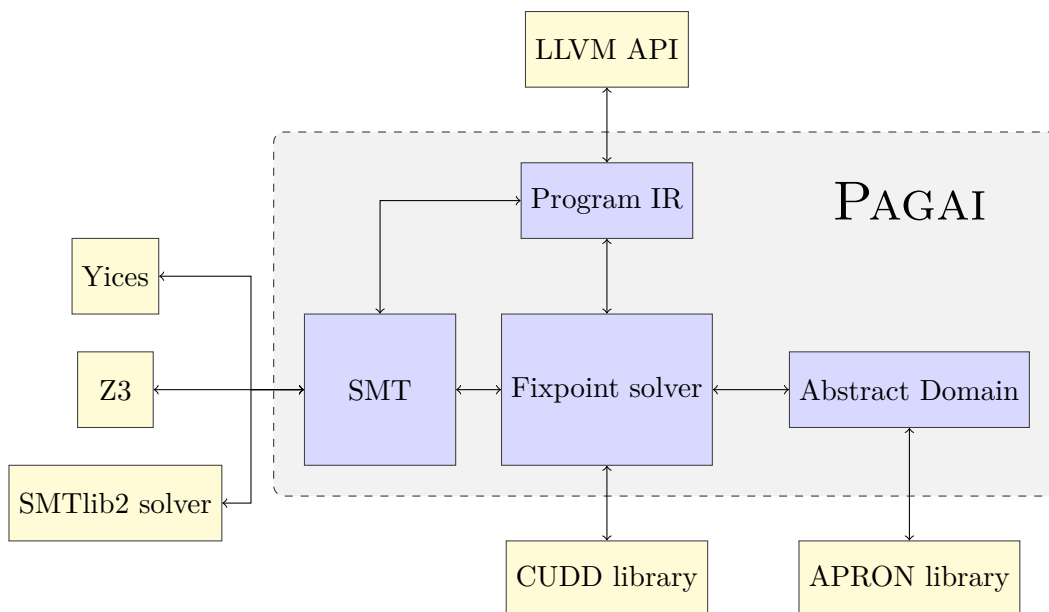 LLVM API
Program IR
PAGAI
Yices
Z3
SMT
Fixpoint solver
Abstract Domain
SMTlib2 solver
CUDD library
APRON library